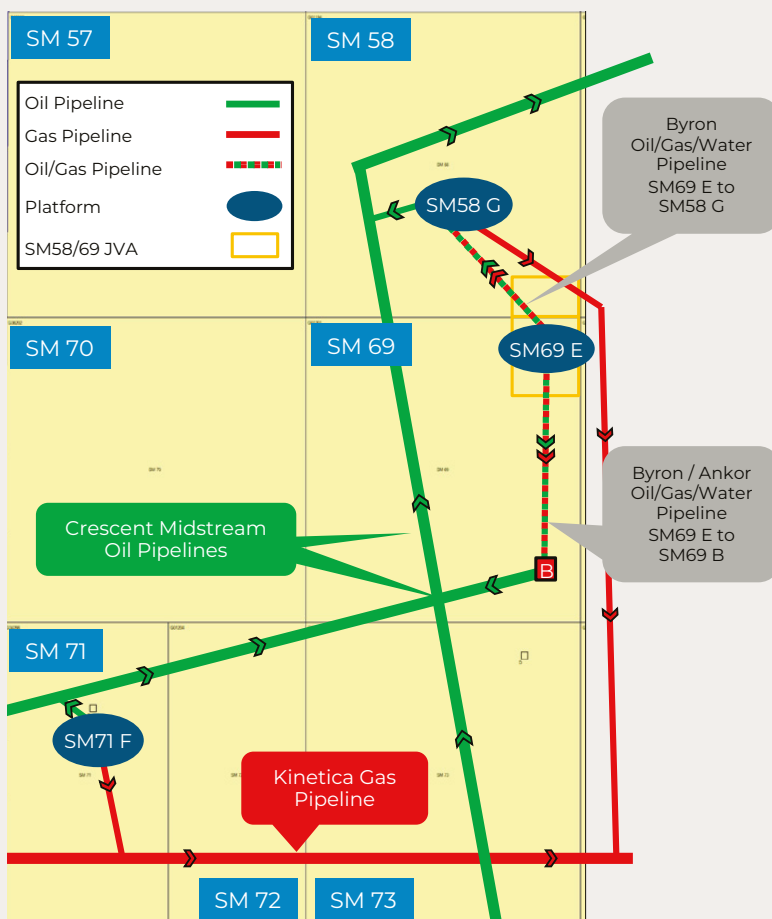 SM 57
SM 58
Oil Pipeline
Gas Pipeline
Oil/Gas Pipeline
Platform
SM58/69 JVA
Byron
Oil/Gas/Water
Pipeline
SM69 E to
SM58 G
SM58 G
SM 70
SM 69
SM69 E
Byron / Ankor
Oil/Gas/Water
Pipeline
SM69 E to
SM69 B
Crescent Midstream
Oil Pipelines
B
SM 71
SM71 F
SM 71
Kinetica Gas
Pipeline
SM 72
SM 73